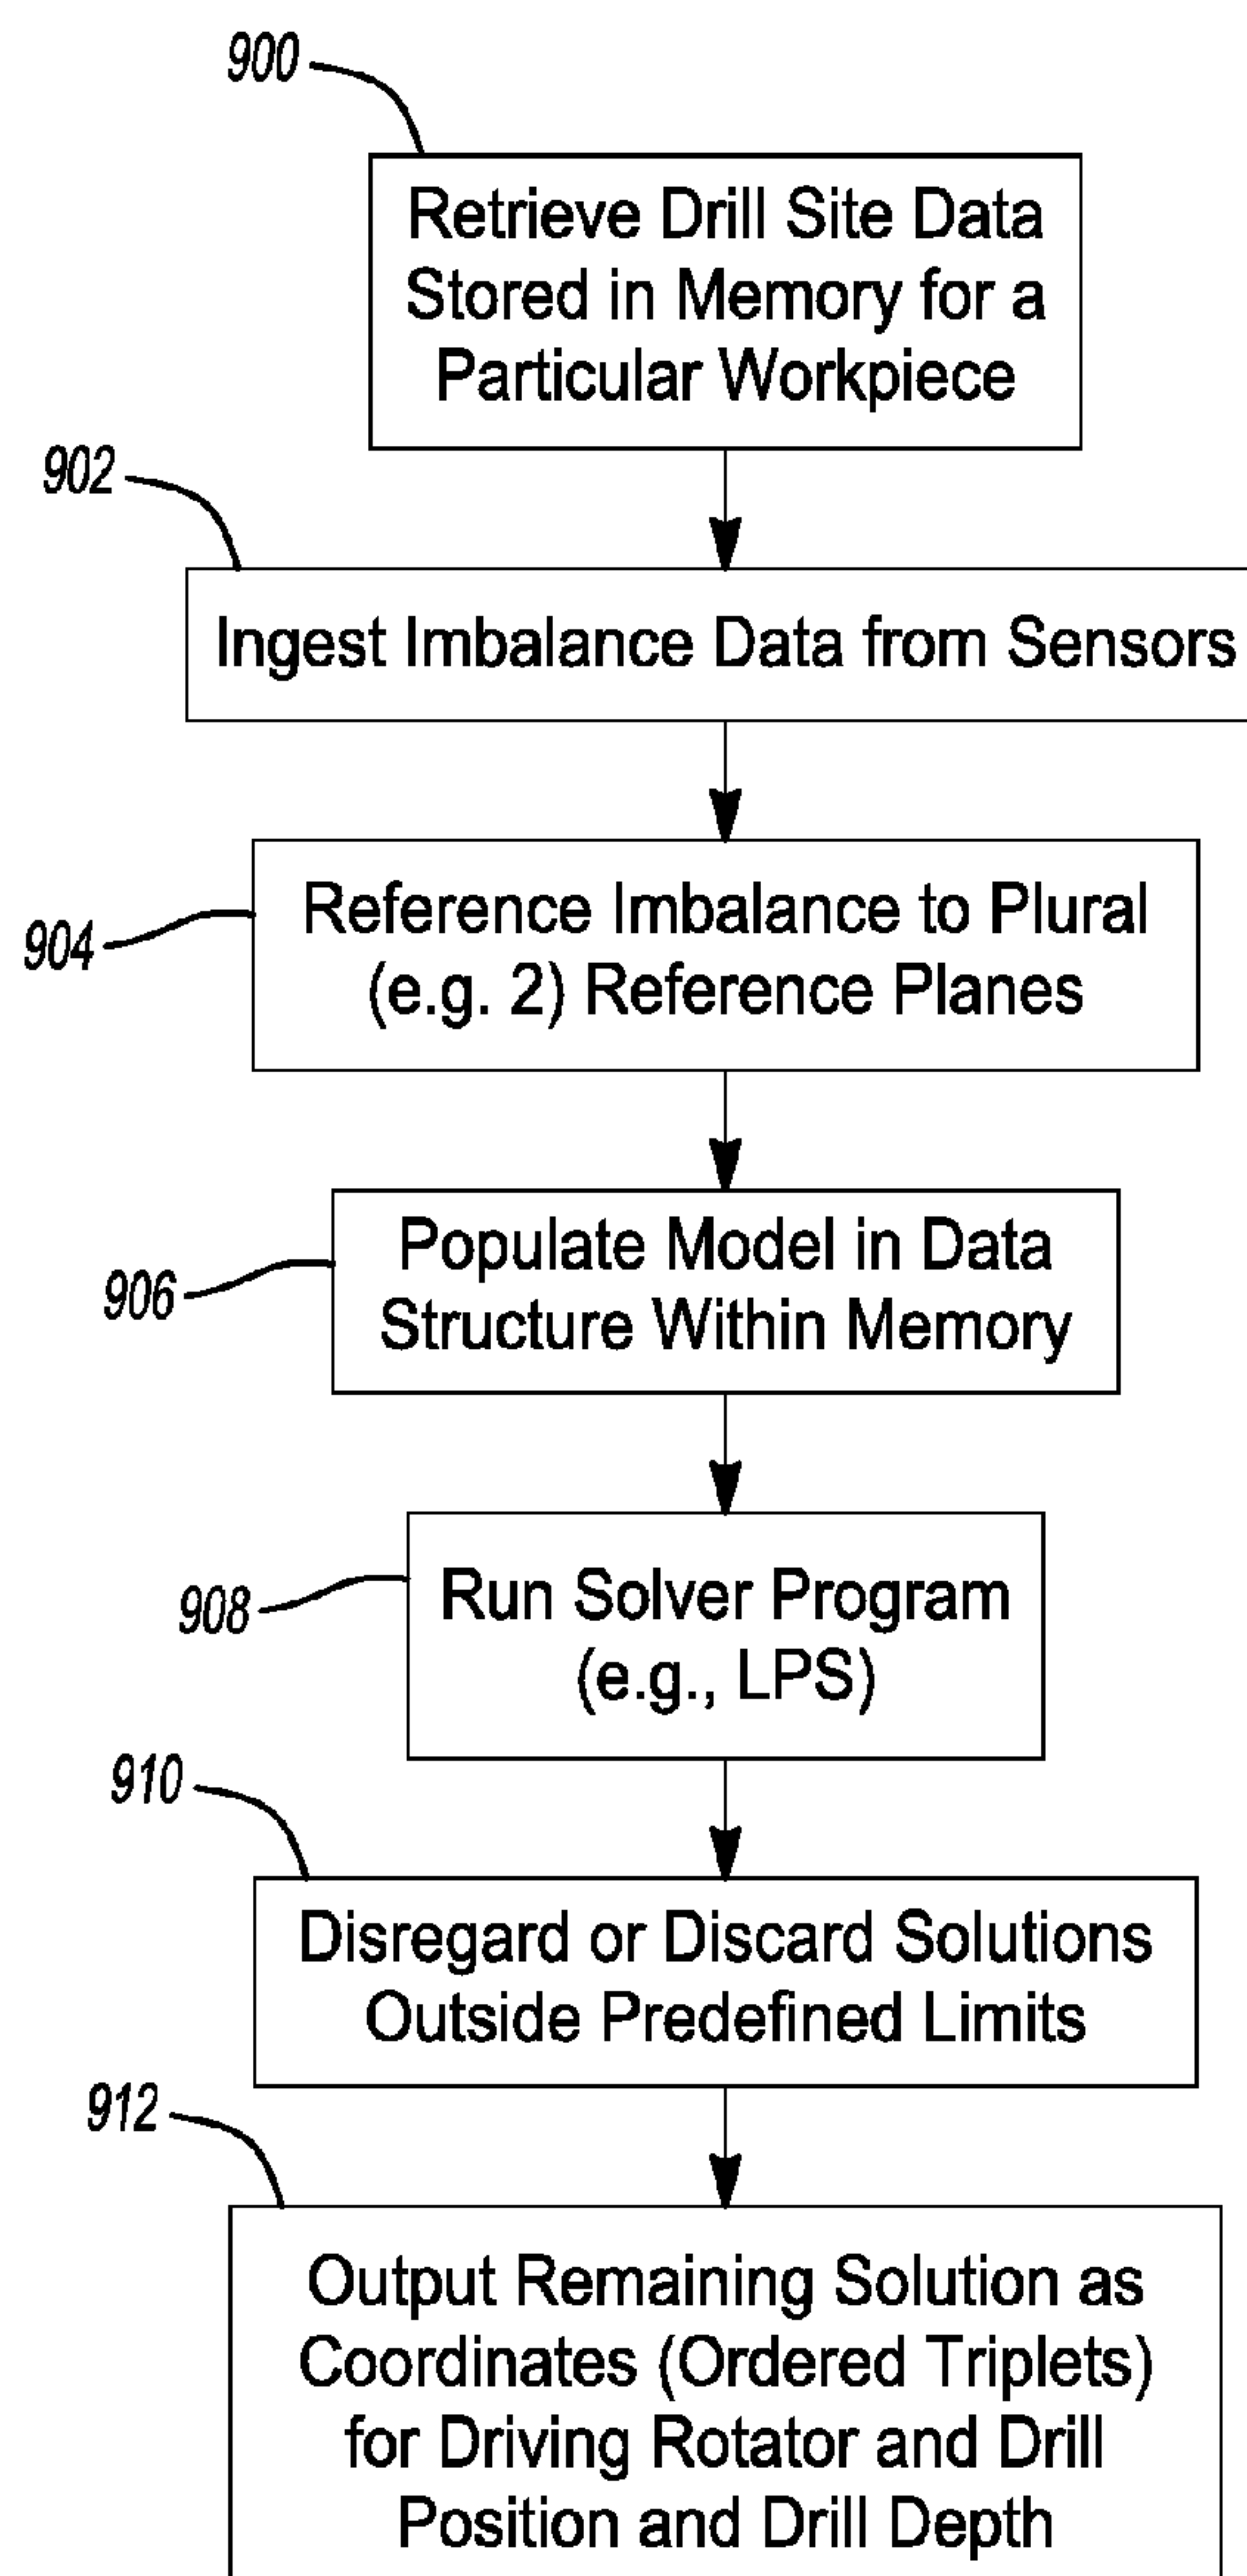 900
Retrieve Drill Site Data
Stored in Memory for a
Particular Workpiece
902
Ingest Imbalance Data from Sensors
904
Reference Imbalance to Plural
(e.g. 2) Reference Planes
906
Populate Model in Data
Structure Within Memory
908
Run Solver Program
(e.g., LPS)
910
Disregard or Discard Solutions
Outside Predefined Limits
912
Output Remaining Solution as
Coordinates (Ordered Triplets)
for Driving Rotator and Drill
Position and Drill Depth